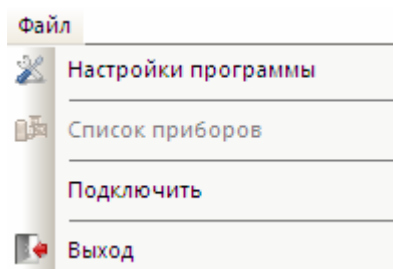 Файл
Настройки программы
Список приборов
Подключить
Выход